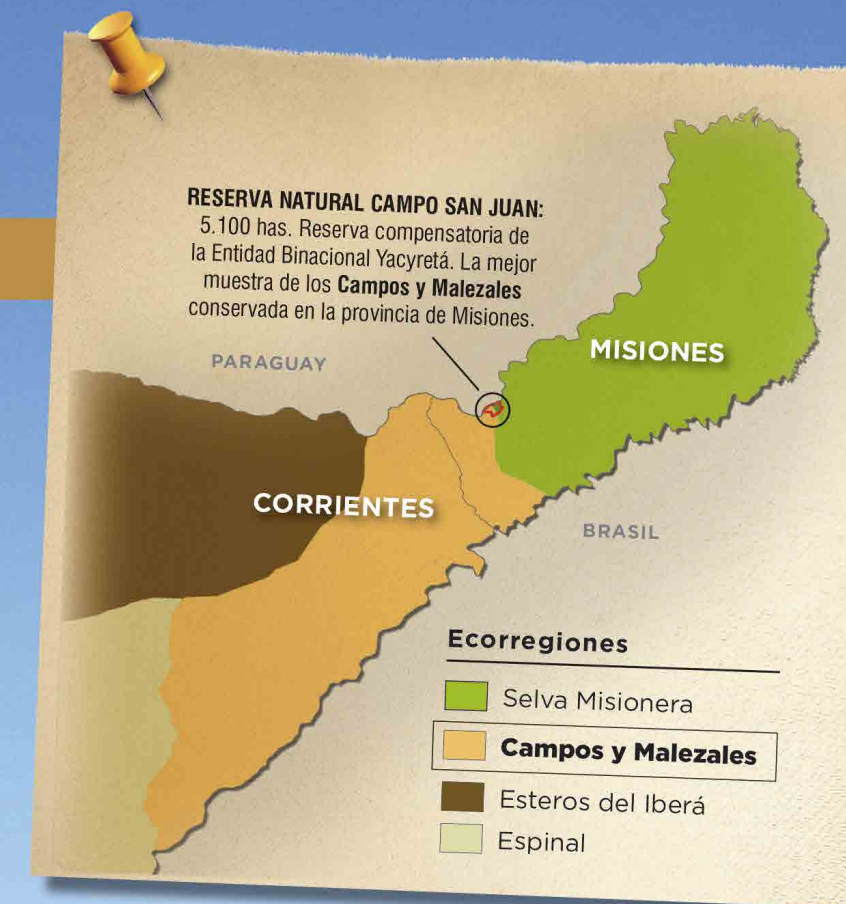 RESERVA NATURAL CAMPO SAN JUAN:
5.100 has. Reserva compensatoria de
la Entidad Binacional Yacyretá. La mejor
muestra de los Campos y Malezales
conservada en la provincia de Misiones.
PARAGUAY
MISIONES
CORRIENTES
BRASIL
Ecorregiones
Selva Misionera
Campos y Malezales
Esteros del Iberá
Espinal